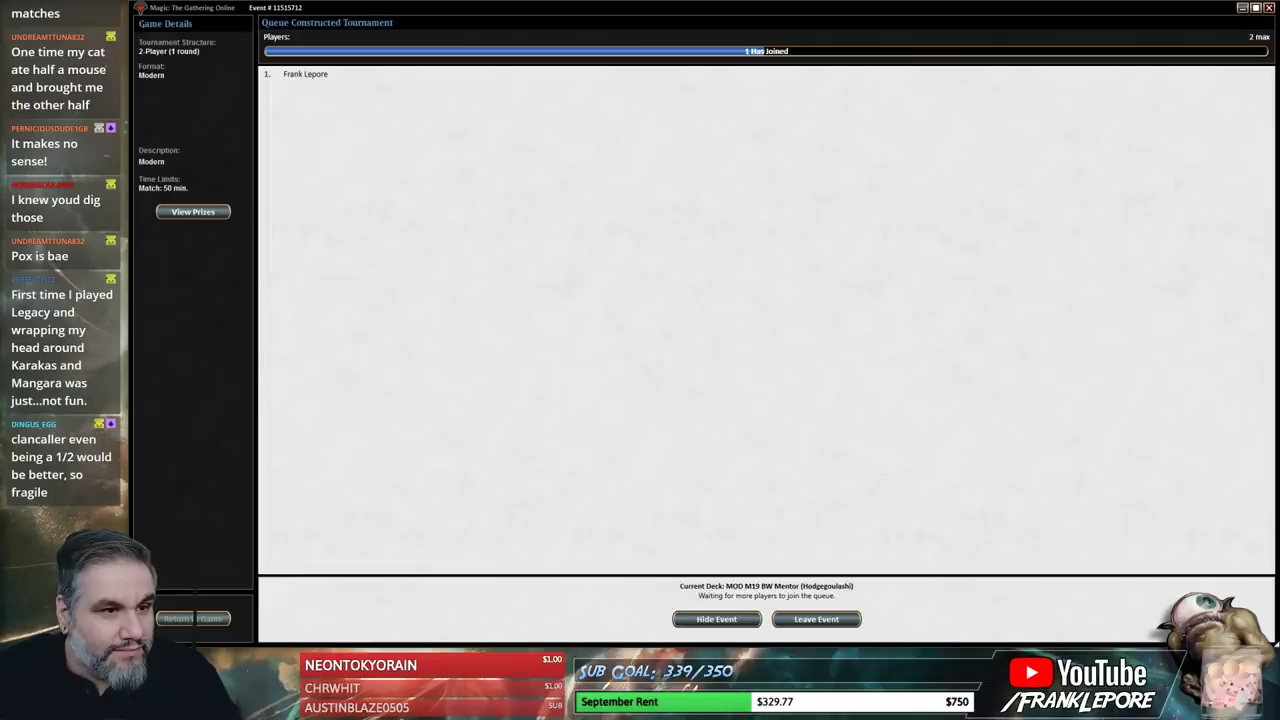 matches
UNDREAMTTUNA832
One time my cat
ate half a mouse
and brought me
the other half
PERNICIOUSDUDE1GB
It makes no
sense!
I knew youd dig
those
UNDREAMTTUNA832
Pox is bae
First time I played
Legacy and
wrapping my
head around
Karakas and
Mangara was
just...not fun.
DINGUS_EGG
clancaller even
being a 1/2 would
be better, so
fragile
Magic: The Gathering Online Event # 11515712
Game Details
Tournament Structure:
2-Player (1 round)
Format:
Modern
Description:
Modern
Time Limits:
Match: 50 min.
View Prizes
Return to Game
Queue Constructed Tournament
Players:
2 max
1 Has Joined
1. Frank Lepore
Current Deck: MOD M19 BW Mentor (Hodgegoulashi)
Waiting for more players to join the queue.
Hide Event
Leave Event
NEONTOKYORAIN $1.00
CHRWHIT $1.00
AUSTINBLAZE0505 SUB
SUB GOAL: 339/350
September Rent $329.77 $750
YouTube
/FRANKLEPORE